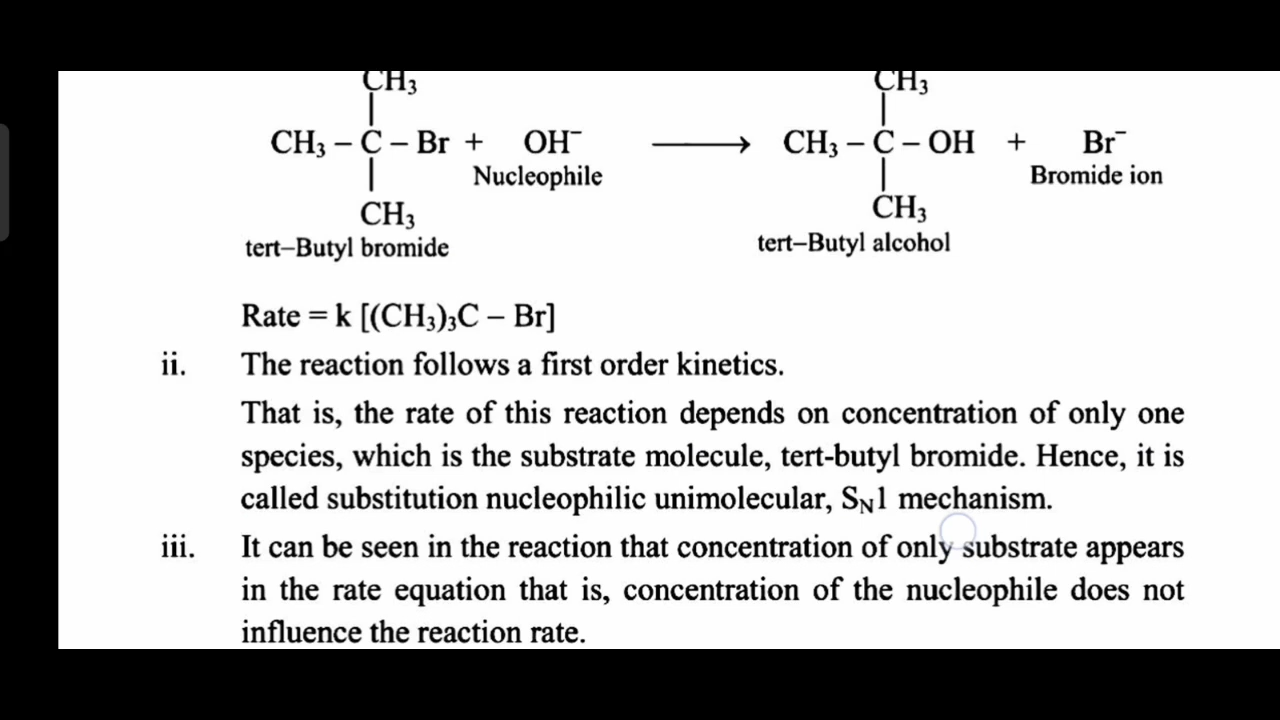 CH₃ CH₃
CH₃ – C – Br + OH⁻ ⟶ CH₃ – C – OH + Br⁻
Nucleophile Bromide ion
CH₃ CH₃
tert–Butyl bromide tert–Butyl alcohol
Rate = k [(CH₃)₃C – Br]
ii. The reaction follows a first order kinetics.
That is, the rate of this reaction depends on concentration of only one
species, which is the substrate molecule, tert-butyl bromide. Hence, it is
called substitution nucleophilic unimolecular, S_N1 mechanism.
iii. It can be seen in the reaction that concentration of only substrate appears
in the rate equation that is, concentration of the nucleophile does not
influence the reaction rate.